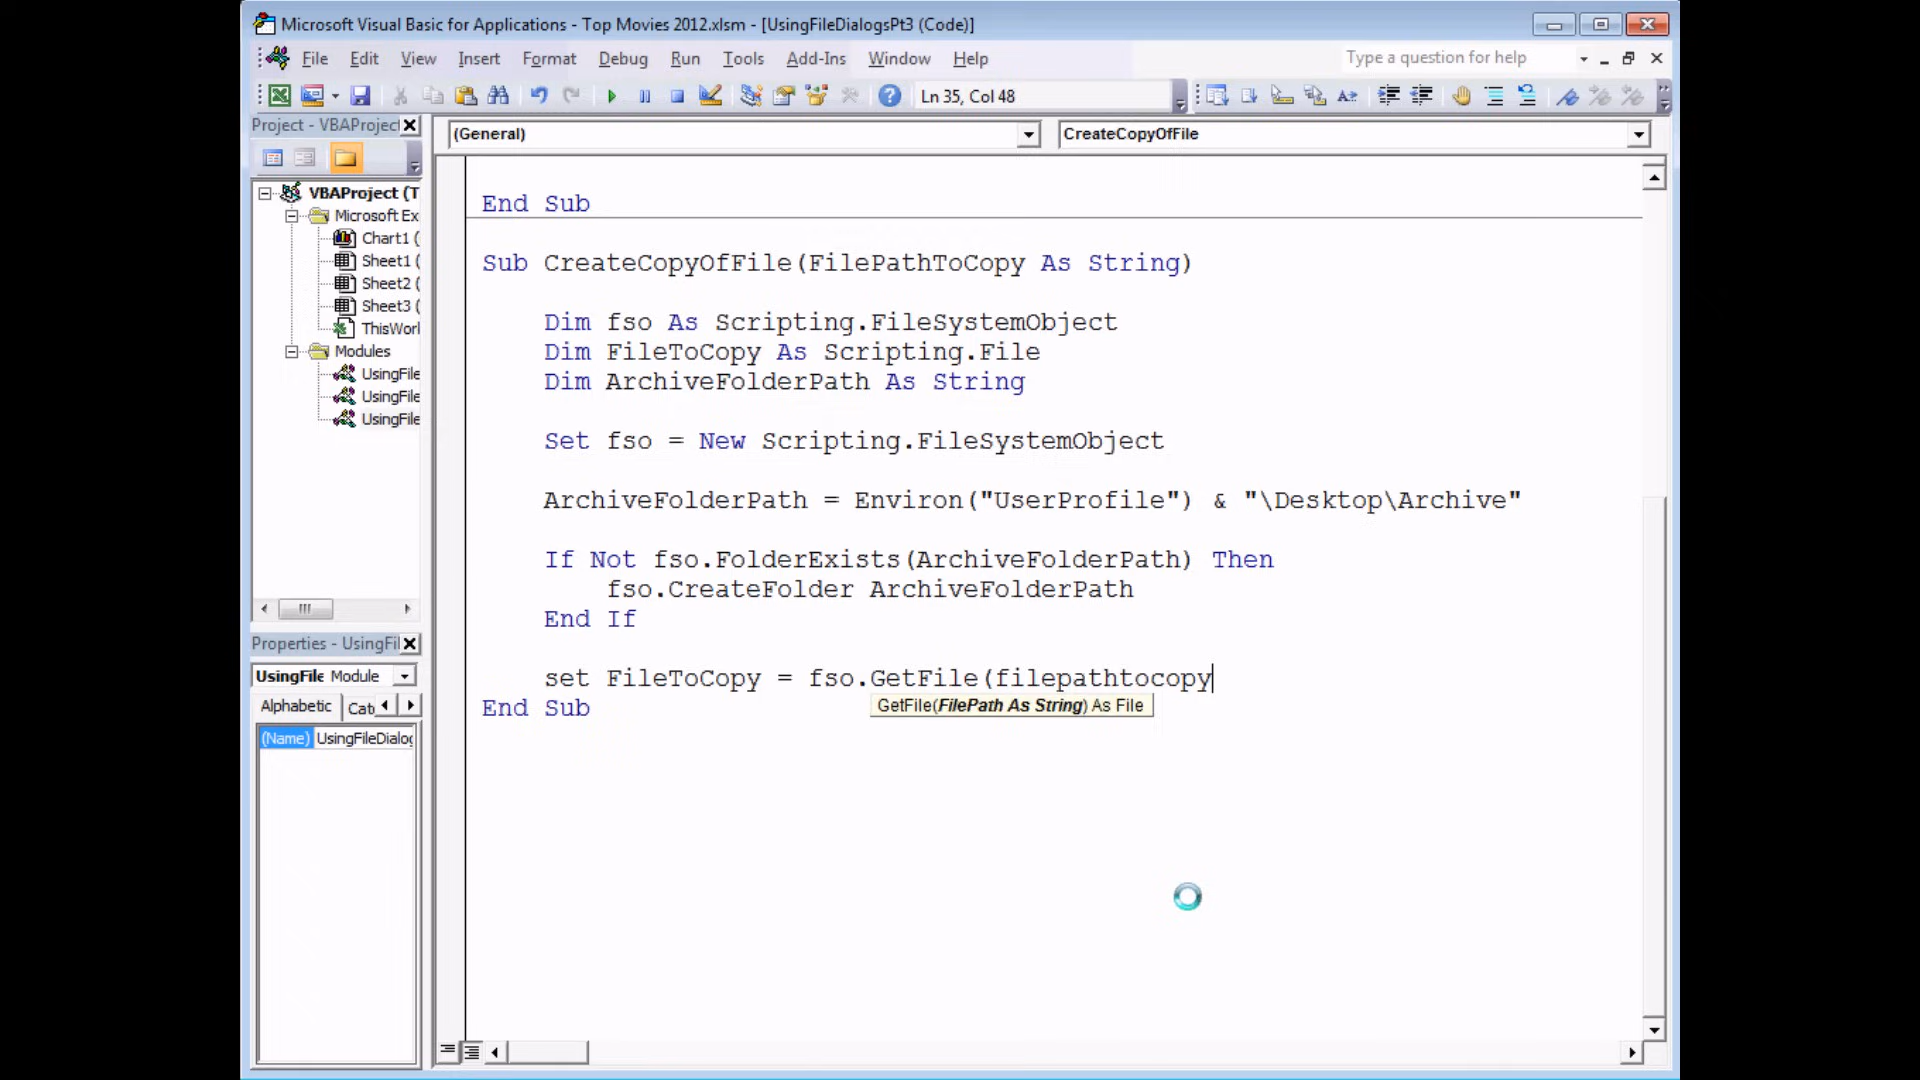 Microsoft Visual Basic for Applications - Top Movies 2012.xlsm - [UsingFileDialogsPt3 (Code)]
File Edit View Insert Format Debug Run Tools Add-Ins Window Help
Type a question for help
Ln 35, Col 48
Project - VBAProject
(General)
CreateCopyOfFile
VBAProject (T
Microsoft Ex
Chart1 (
Sheet1 (
Sheet2 (
Sheet3 (
ThisWorl
Modules
UsingFile
UsingFile
UsingFile
Properties - UsingFil
UsingFile Module
Alphabetic Cat
(Name) UsingFileDialog
End Sub
Sub CreateCopyOfFile(FilePathToCopy As String)
Dim fso As Scripting.FileSystemObject
Dim FileToCopy As Scripting.File
Dim ArchiveFolderPath As String
Set fso = New Scripting.FileSystemObject
ArchiveFolderPath = Environ("UserProfile") & "\Desktop\Archive"
If Not fso.FolderExists(ArchiveFolderPath) Then
fso.CreateFolder ArchiveFolderPath
End If
set FileToCopy = fso.GetFile(filepathtocopy
GetFile(FilePath As String) As File
End Sub